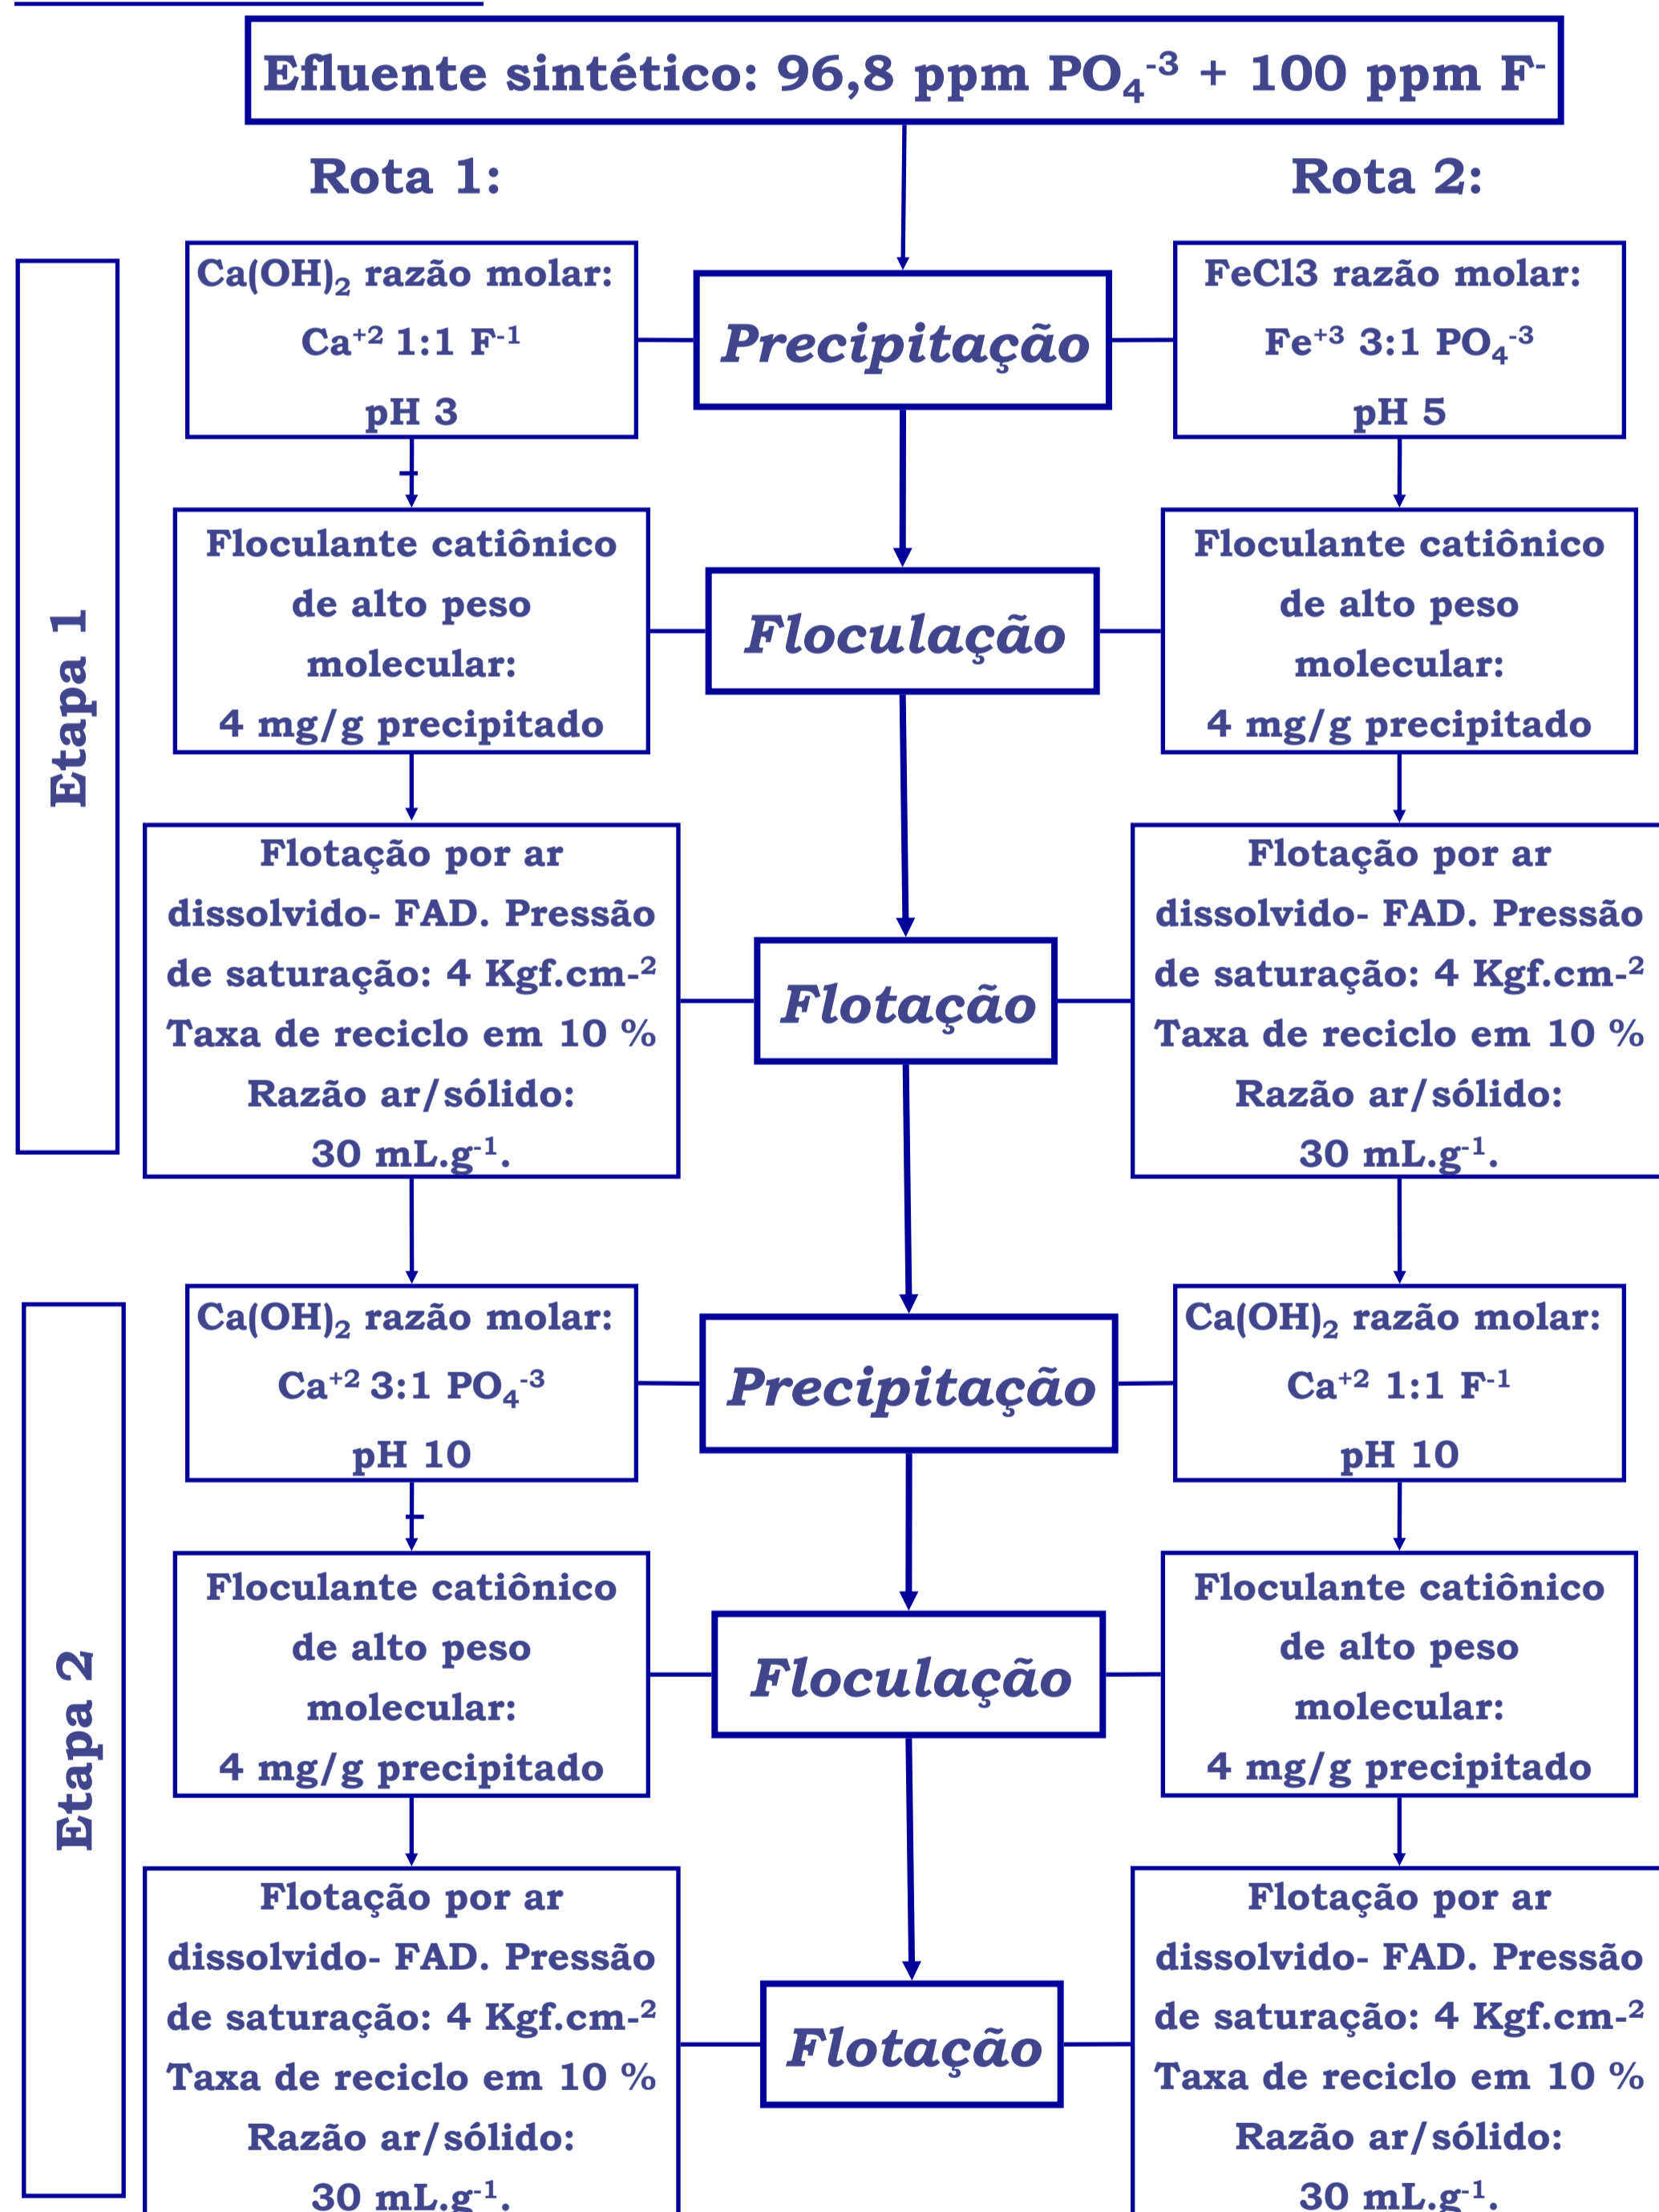 Efluente sintético: 96,8 ppm PO₄⁻³ + 100 ppm F⁻
Rota 1:
Rota 2:
Etapa 1
Ca(OH)₂ razão molar:
Ca⁺² 1:1 F⁻¹
pH 3
Precipitação
FeCl3 razão molar:
Fe⁺³ 3:1 PO₄⁻³
pH 5
Floculante catiônico
de alto peso
molecular:
4 mg/g precipitado
Floculação
Floculante catiônico
de alto peso
molecular:
4 mg/g precipitado
Flotação por ar
dissolvido- FAD. Pressão
de saturação: 4 Kgf.cm-²
Taxa de reciclo em 10 %
Razão ar/sólido:
30 mL.g⁻¹.
Flotação
Flotação por ar
dissolvido- FAD. Pressão
de saturação: 4 Kgf.cm-²
Taxa de reciclo em 10 %
Razão ar/sólido:
30 mL.g⁻¹.
Etapa 2
Ca(OH)₂ razão molar:
Ca⁺² 3:1 PO₄⁻³
pH 10
Precipitação
Ca(OH)₂ razão molar:
Ca⁺² 1:1 F⁻¹
pH 10
Floculante catiônico
de alto peso
molecular:
4 mg/g precipitado
Floculação
Floculante catiônico
de alto peso
molecular:
4 mg/g precipitado
Flotação por ar
dissolvido- FAD. Pressão
de saturação: 4 Kgf.cm-²
Taxa de reciclo em 10 %
Razão ar/sólido:
30 mL.g⁻¹.
Flotação
Flotação por ar
dissolvido- FAD. Pressão
de saturação: 4 Kgf.cm-²
Taxa de reciclo em 10 %
Razão ar/sólido:
30 mL.g⁻¹.